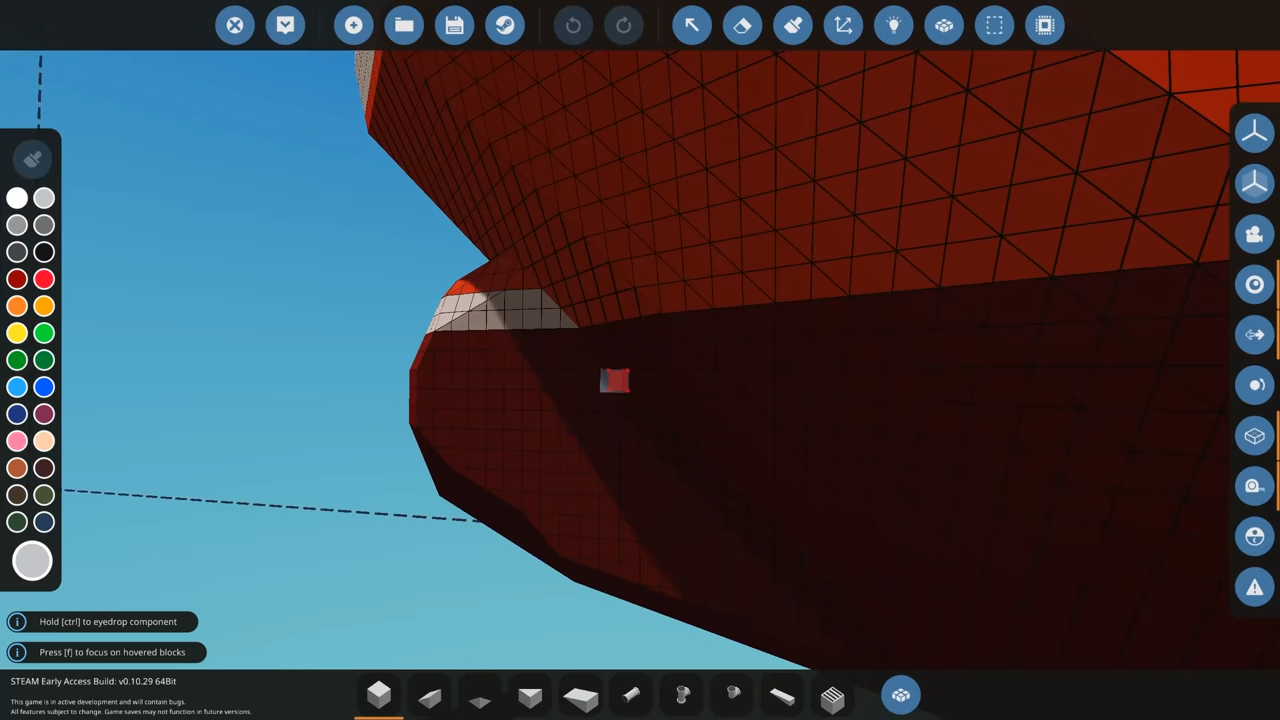 Hold [ctrl] to eyedrop component
Press [f] to focus on hovered blocks
STEAM Early Access Build: v0.10.29 64Bit
This game is in active development and will contain bugs.
All features subject to change. Game saves may not function in future versions.